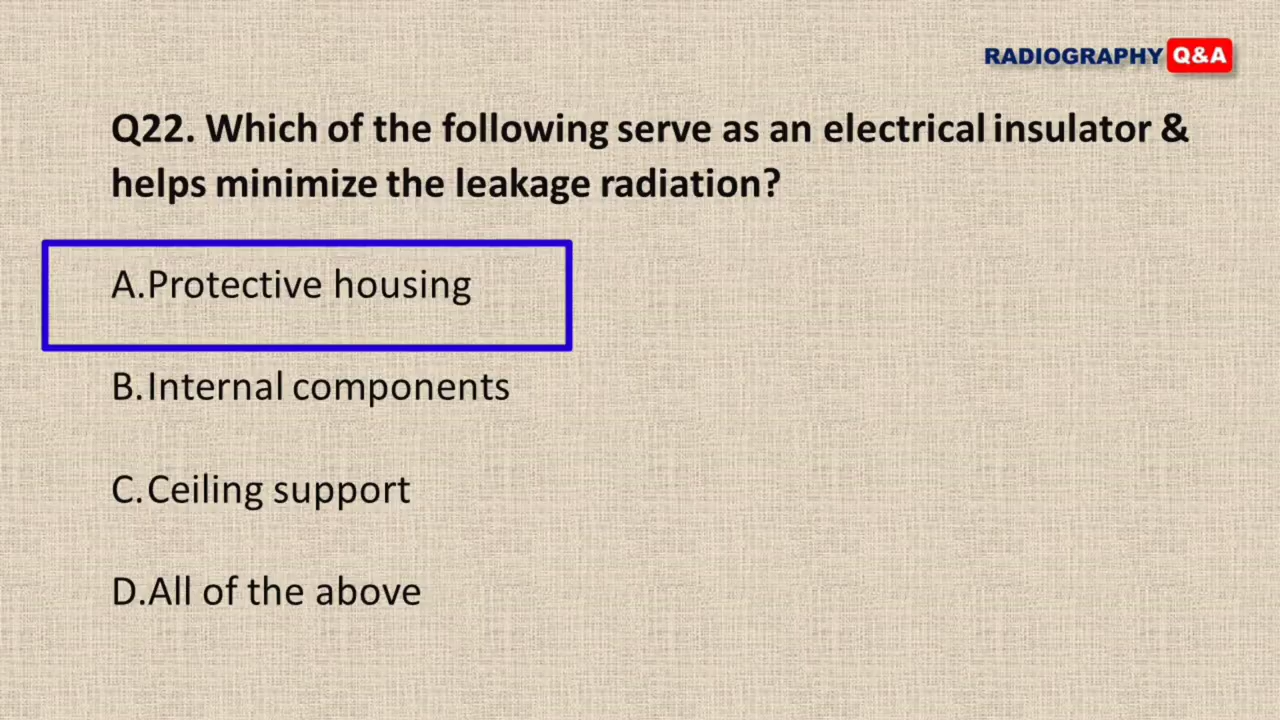 RADIOGRAPHY Q&A
Q22. Which of the following serve as an electrical insulator &
helps minimize the leakage radiation?
A.Protective housing
B.Internal components
C.Ceiling support
D.All of the above